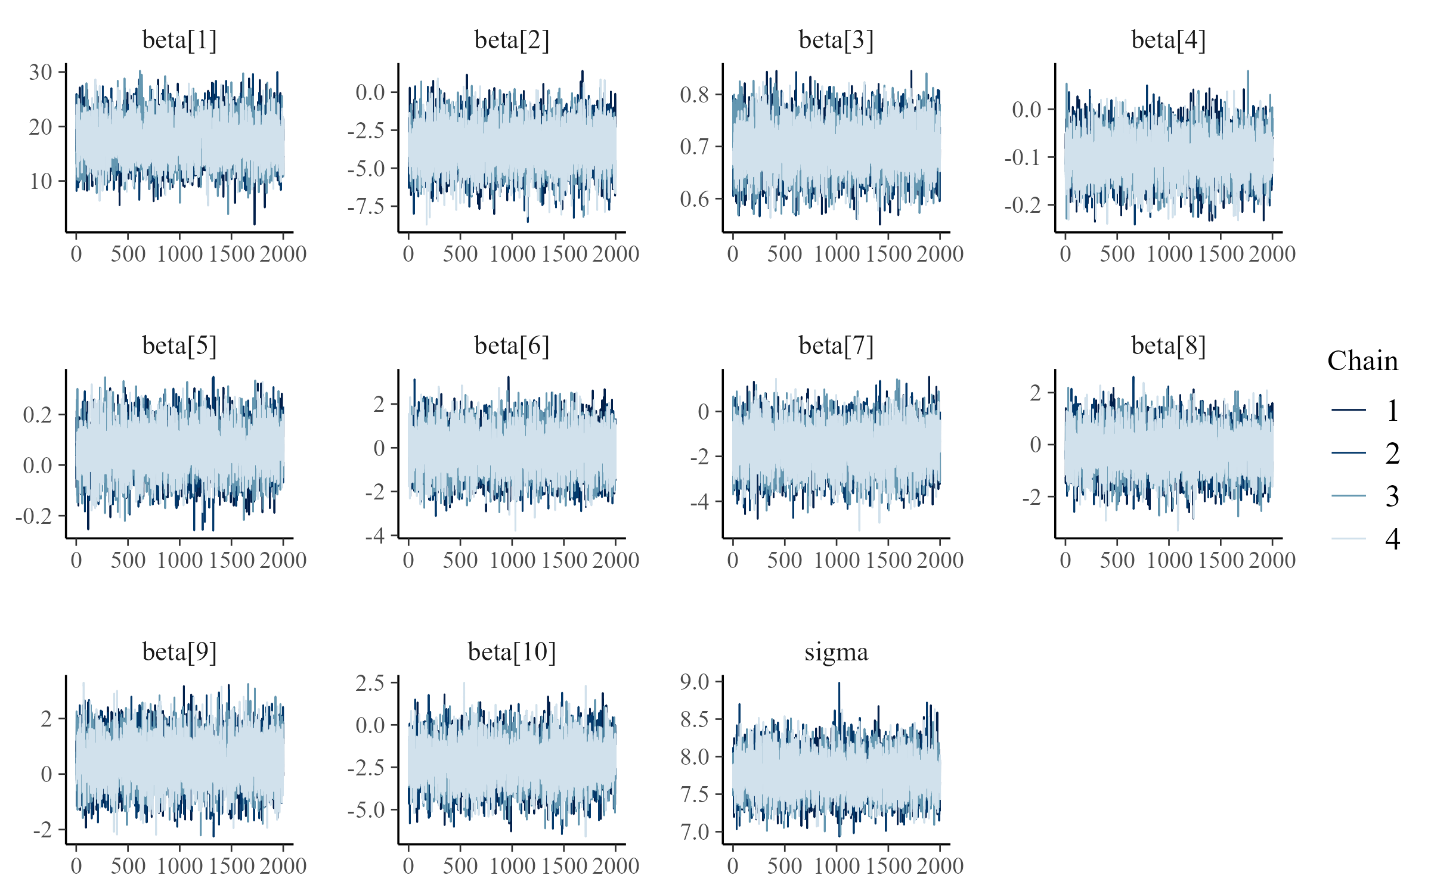 beta[1] beta[2] beta[3] beta[4]
30
20
10
0 500 1000 1500 2000
0.0
-2.5
-5.0
-7.5
0 500 1000 1500 2000
0.8
0.7
0.6
0 500 1000 1500 2000
0.0
-0.1
-0.2
0 500 1000 1500 2000
beta[5] beta[6] beta[7] beta[8]
0.2
0.0
-0.2
0 500 1000 1500 2000
2
0
-2
-4
0 500 1000 1500 2000
0
-2
-4
0 500 1000 1500 2000
2
0
-2
0 500 1000 1500 2000
Chain
1
2
3
4
beta[9] beta[10] sigma
2
0
-2
0 500 1000 1500 2000
2.5
0.0
-2.5
-5.0
0 500 1000 1500 2000
9.0
8.5
8.0
7.5
7.0
0 500 1000 1500 2000